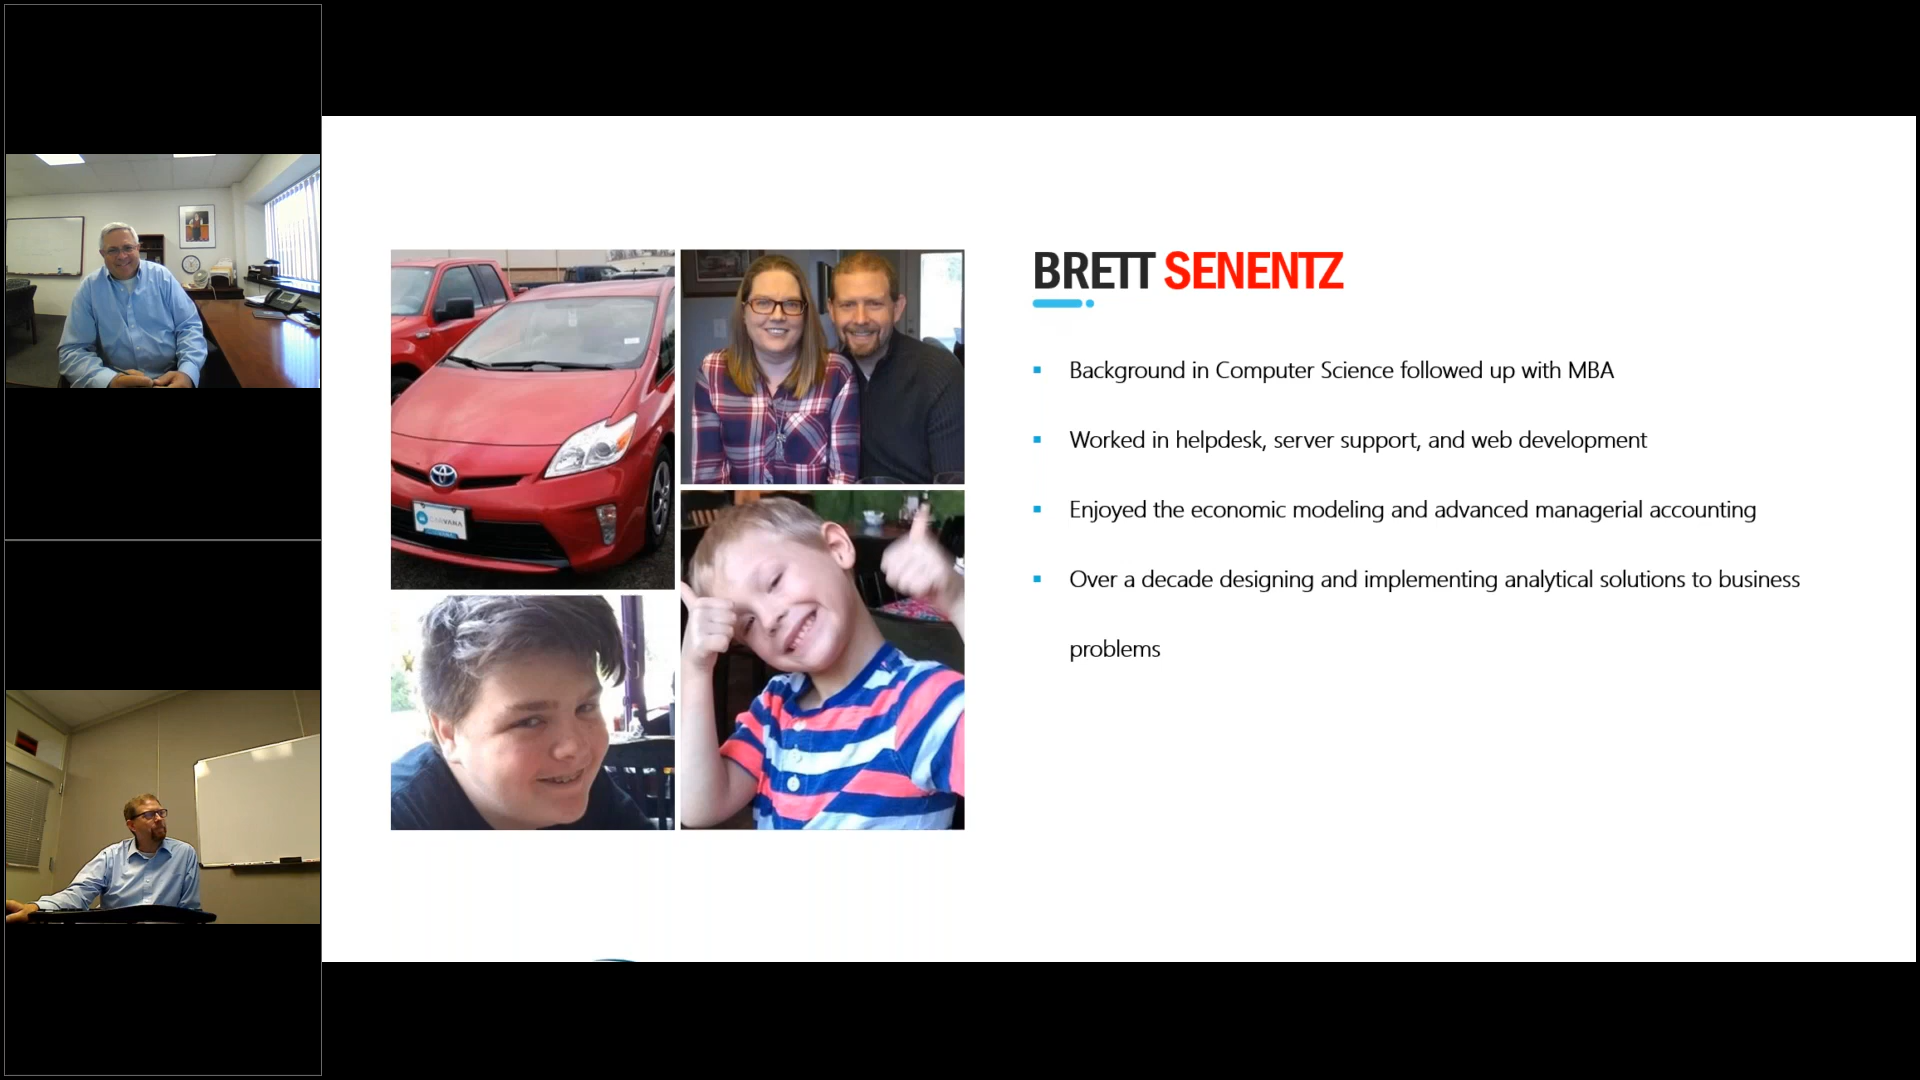 BRETT SENENTZ
Background in Computer Science followed up with MBA
Worked in helpdesk, server support, and web development
Enjoyed the economic modeling and advanced managerial accounting
Over a decade designing and implementing analytical solutions to business
problems
CARVANA